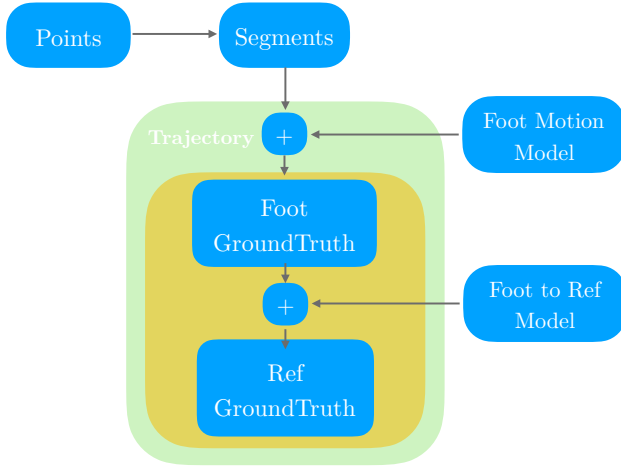 Points
Segments
Trajectory
+
Foot Motion
Model
Foot
GroundTruth
+
Foot to Ref
Model
Ref
GroundTruth